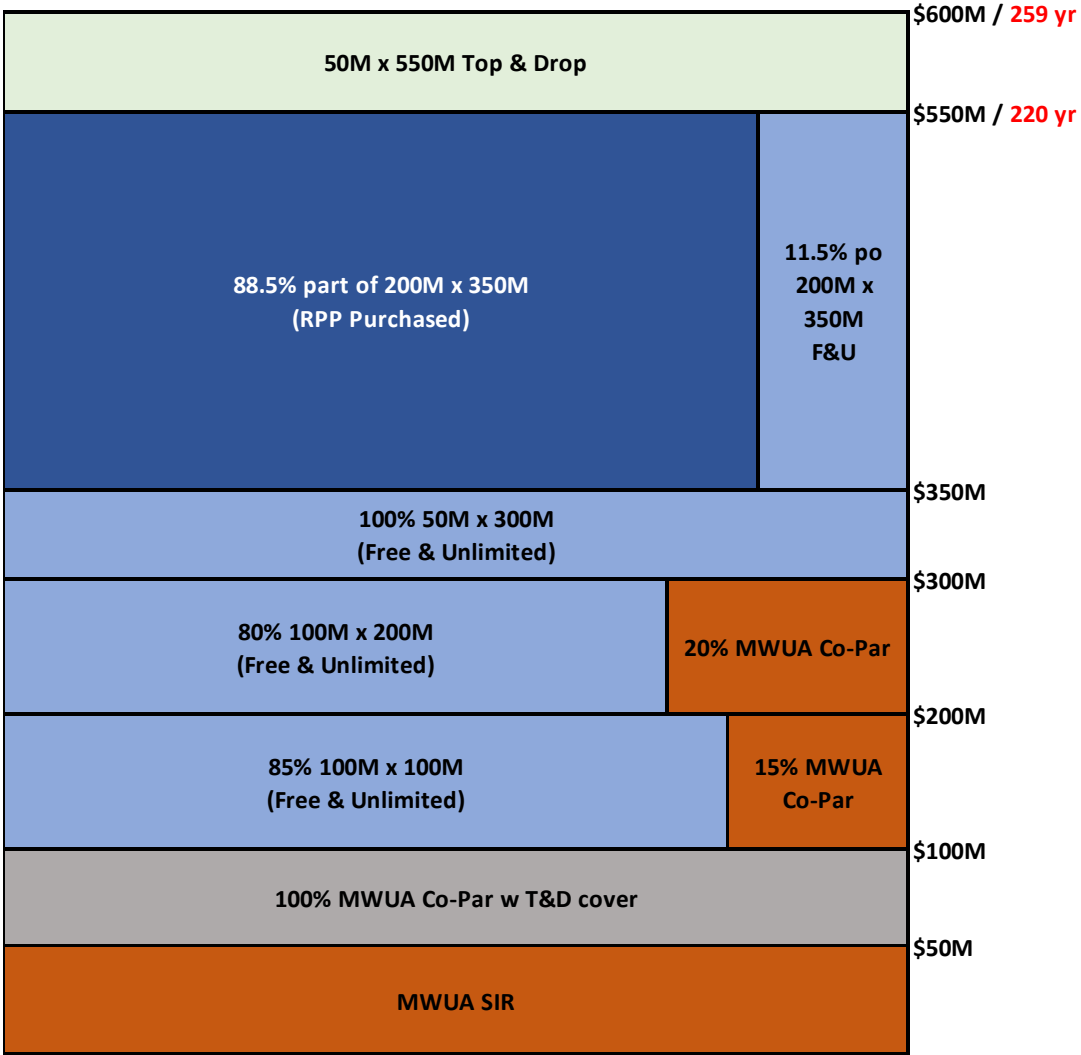 $600M / 259 yr
50M x 550M Top & Drop
$550M / 220 yr
88.5% part of 200M x 350M
(RPP Purchased)
11.5% po
200M x
350M
F&U
$350M
100% 50M x 300M
(Free & Unlimited)
$300M
80% 100M x 200M
(Free & Unlimited)
20% MWUA Co-Par
$200M
85% 100M x 100M
(Free & Unlimited)
15% MWUA
Co-Par
$100M
100% MWUA Co-Par w T&D cover
$50M
MWUA SIR